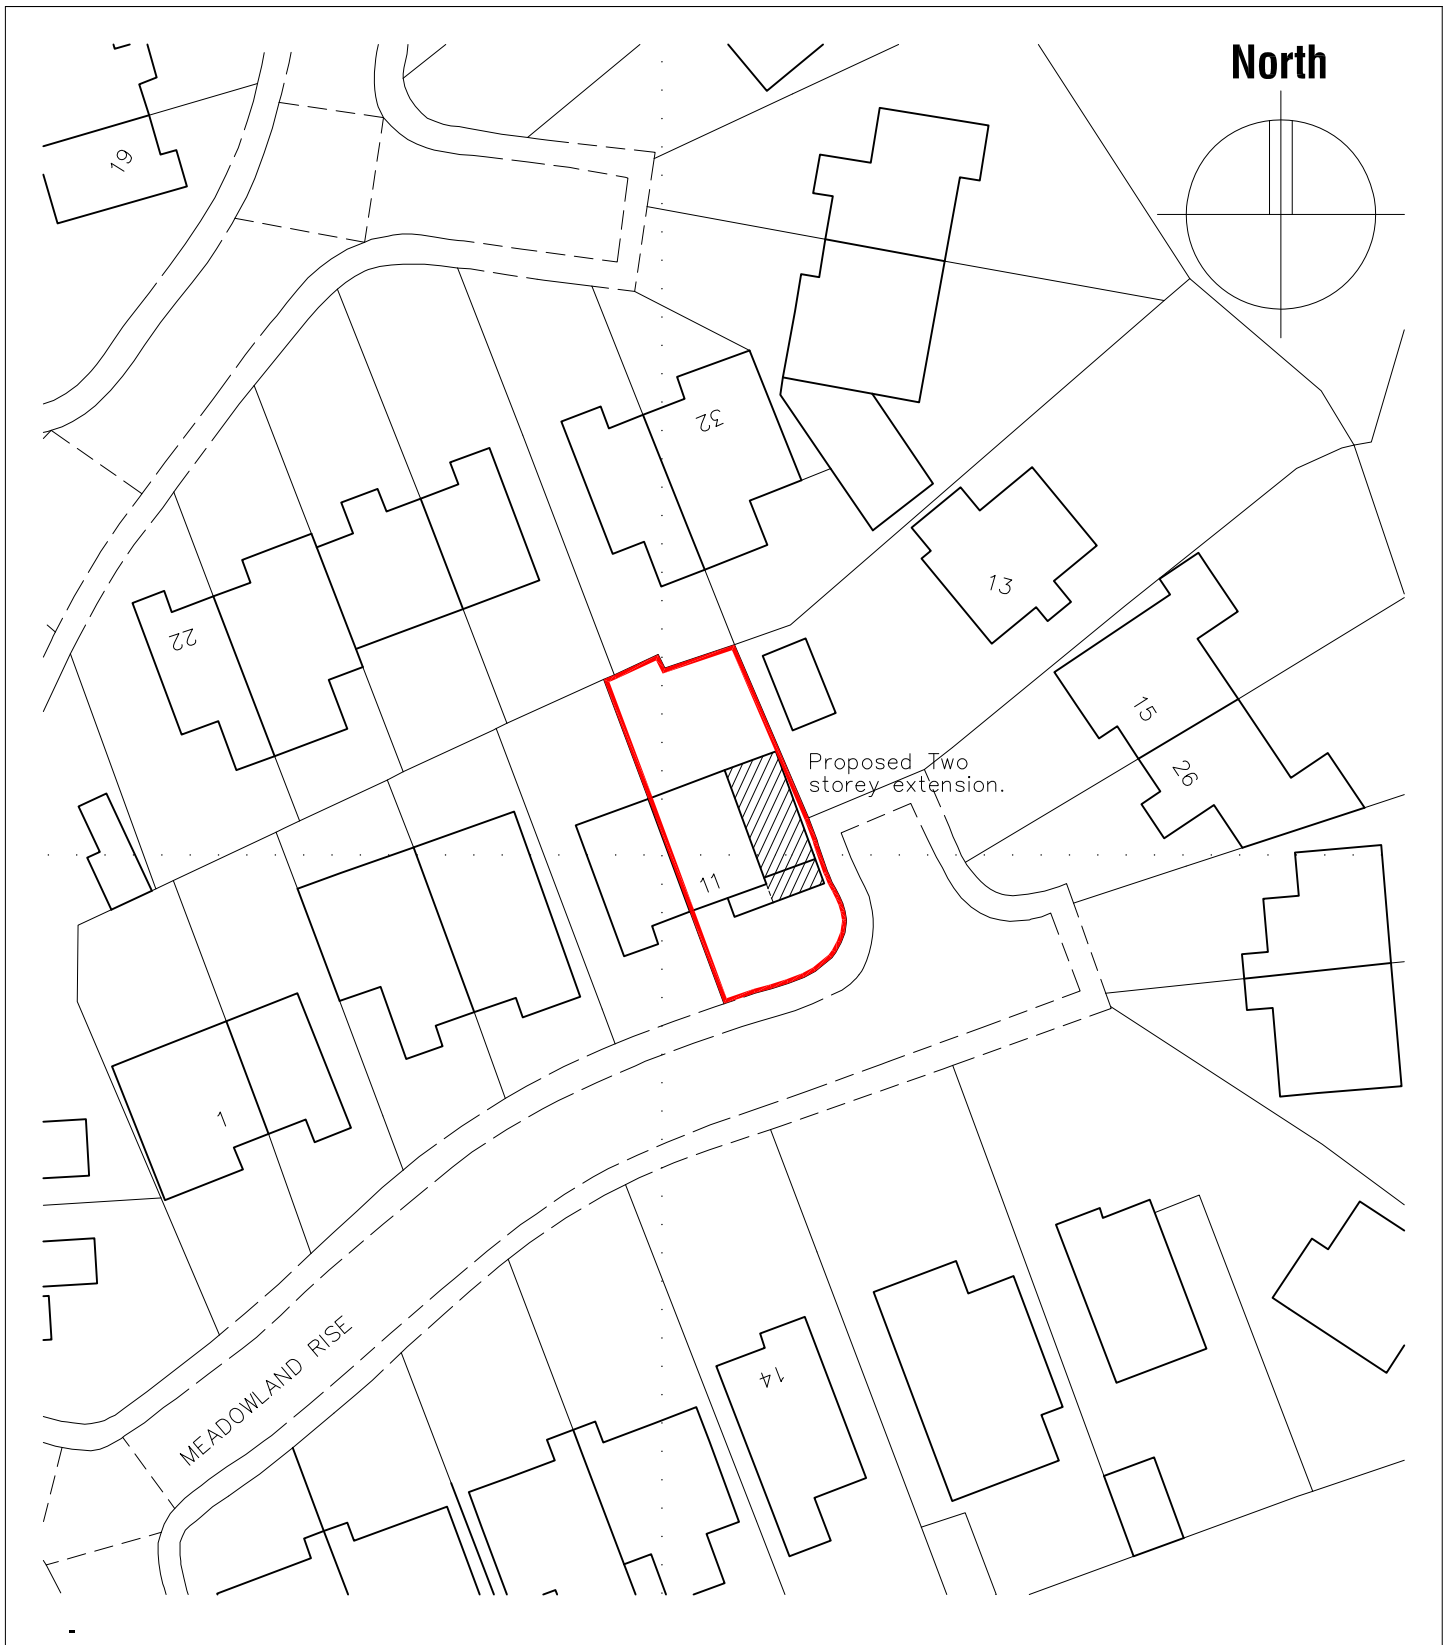 North
19
32
22
13
15
26
Proposed Two
storey extension.
11
1
MEADOWLAND RISE
14